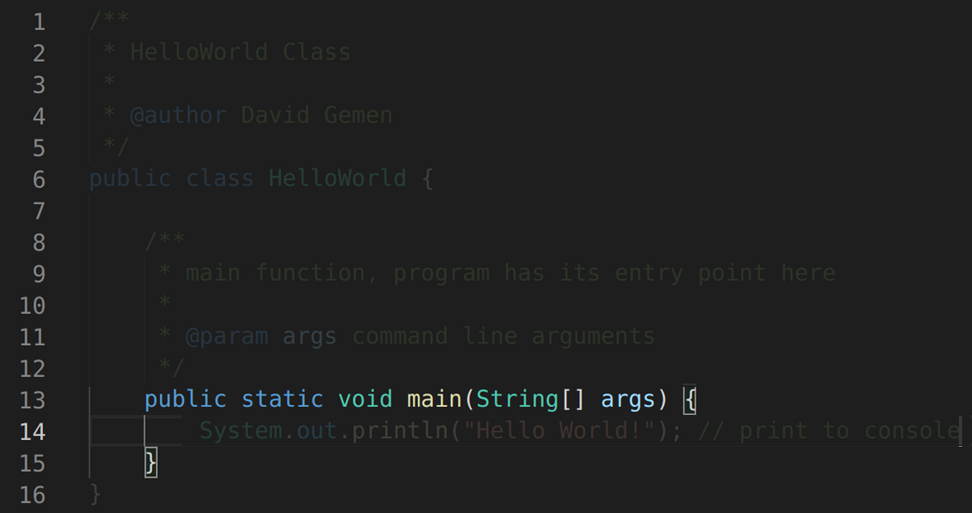 1 /**
2 * HelloWorld Class
3 *
4 * @author David Gemen
5 */
6 public class HelloWorld {
7
8 /**
9 * main function, program has its entry point here
10 *
11 * @param args command line arguments
12 */
13 public static void main(String[] args) {
14 System.out.println("Hello World!"); // print to console
15 }
16 }